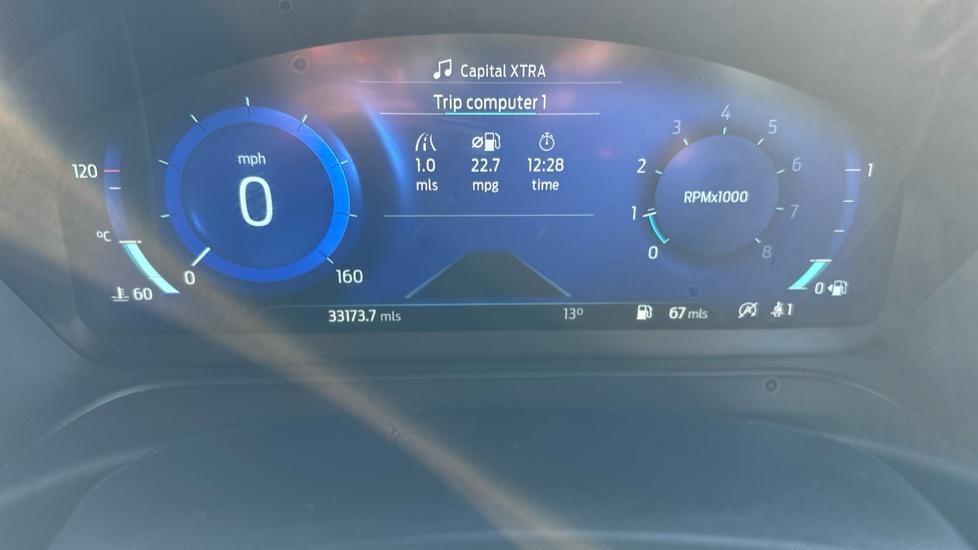 Capital XTRA
Trip computer 1
1.0 22.7 12:28
mls mpg time
120
°C
60
mph
0
0 160
RPMx1000
0 1 2 3 4 5 6 7 8
1
0
33173.7 mls 13° 67 mls 1